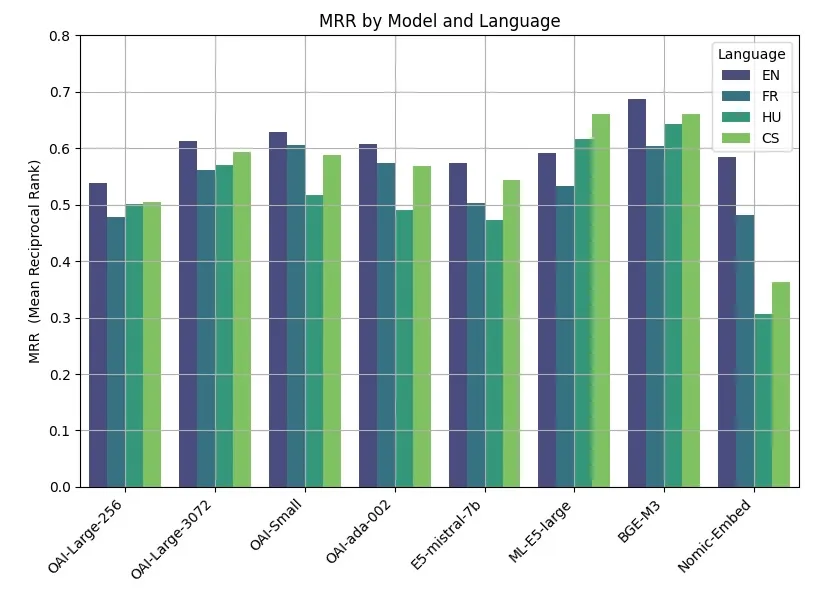 MRR by Model and Language
MRR (Mean Reciprocal Rank)
0.8
0.7
0.6
0.5
0.4
0.3
0.2
0.1
0.0
Language
EN
FR
HU
CS
OAI-Large-256
OAI-Large-3072
OAI-Small
OAI-ada-002
E5-mistral-7b
ML-E5-large
BGE-M3
Nomic-Embed